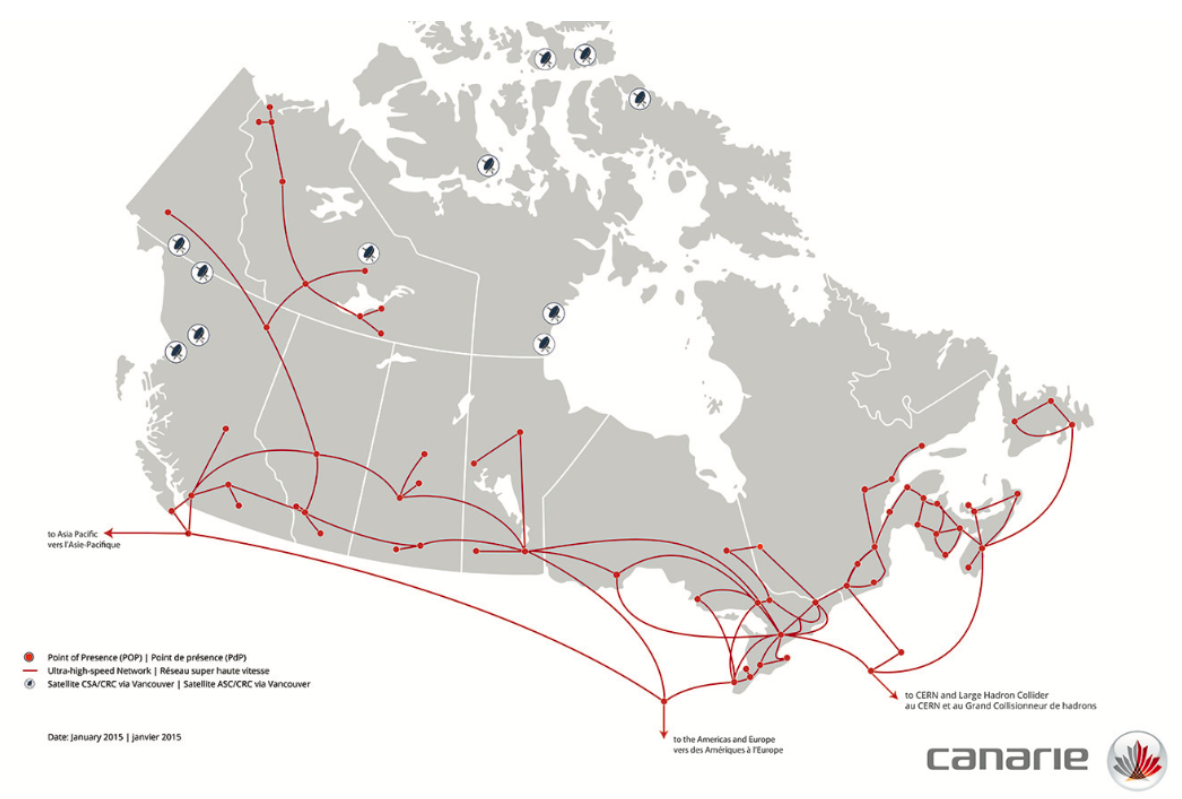 to Asia Pacific
vers l'Asie-Pacifique
Point of Presence (POP) | Point de présence (PdP)
Ultra-high-speed Network | Réseau super haute vitesse
Satellite CSA/CRC via Vancouver | Satellite ASC/CRC via Vancouver
to CERN and Large Hadron Collider
au CERN et au Grand Collisionneur de hadrons
Date: January 2015 | janvier 2015
to the Americas and Europe
vers des Amériques à l'Europe
canarie